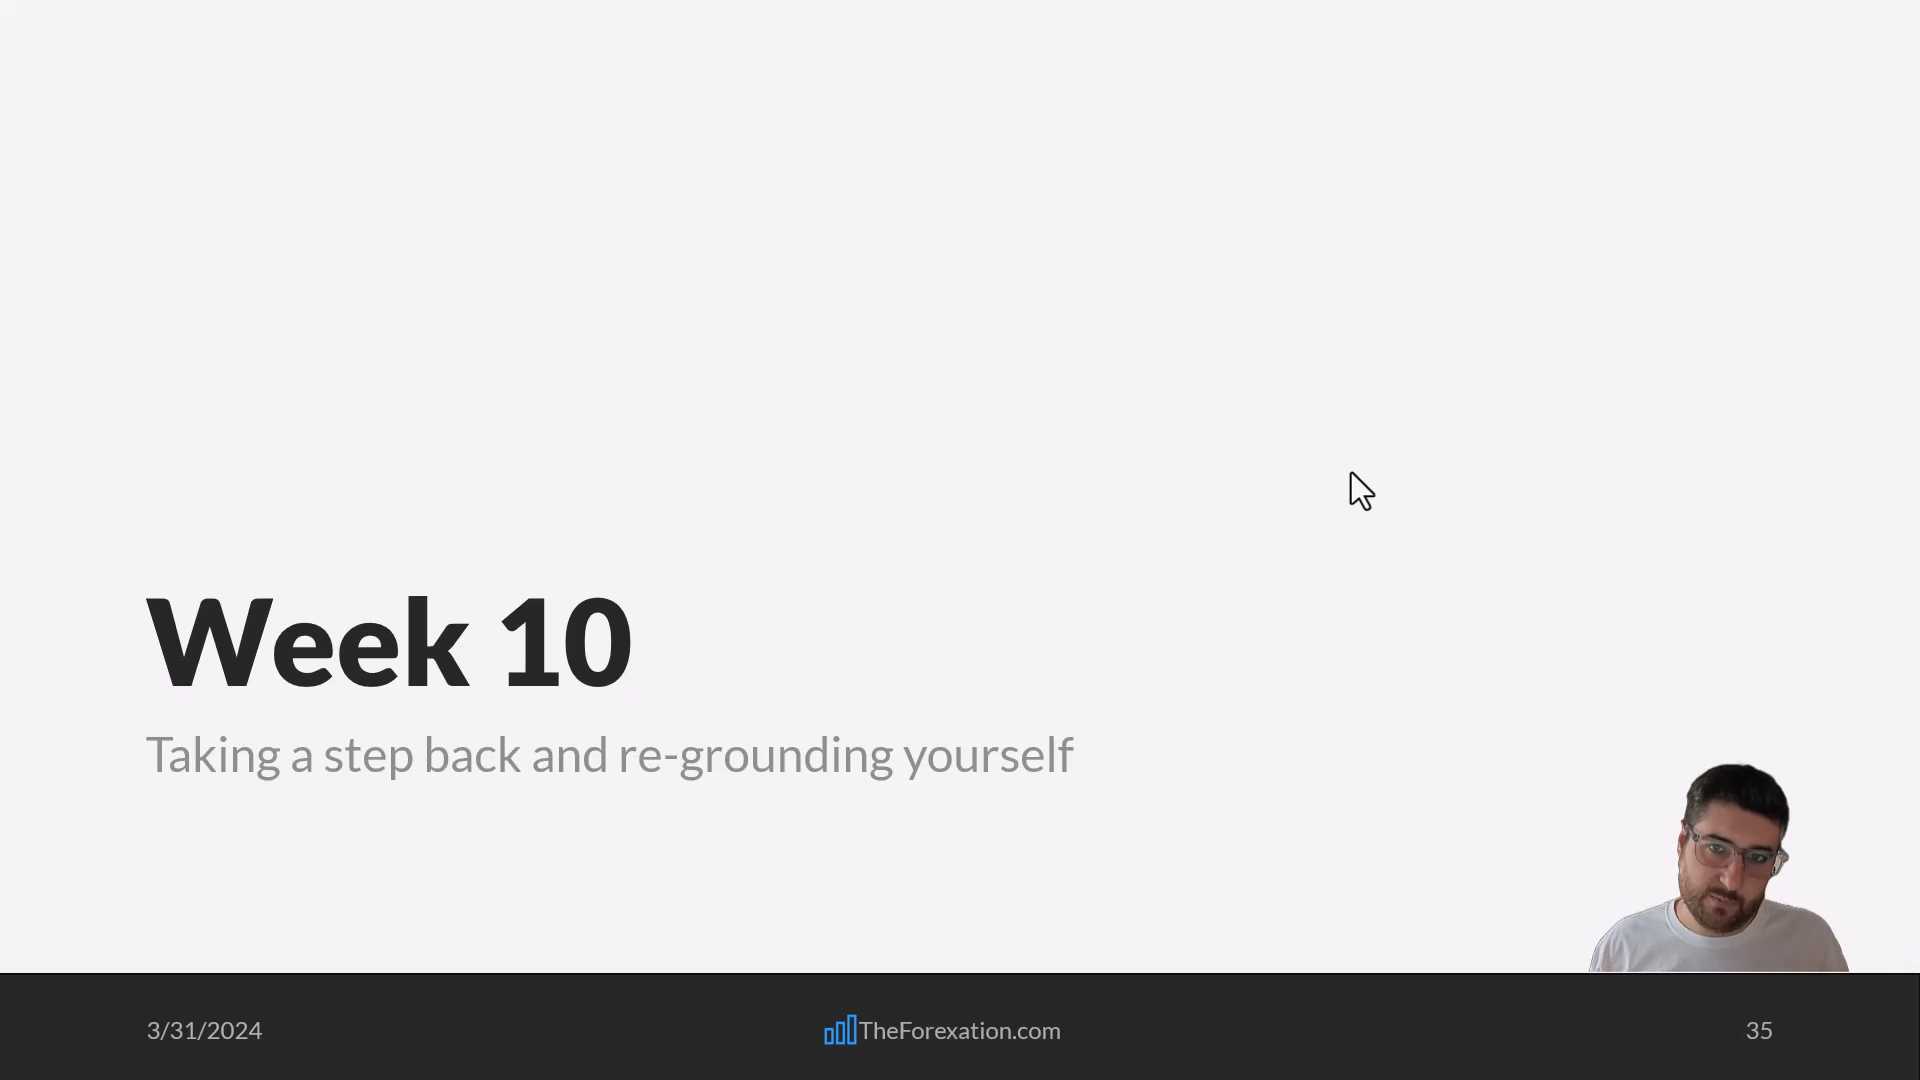 Week 10
Taking a step back and re-grounding yourself
3/31/2024
TheForexation.com
35